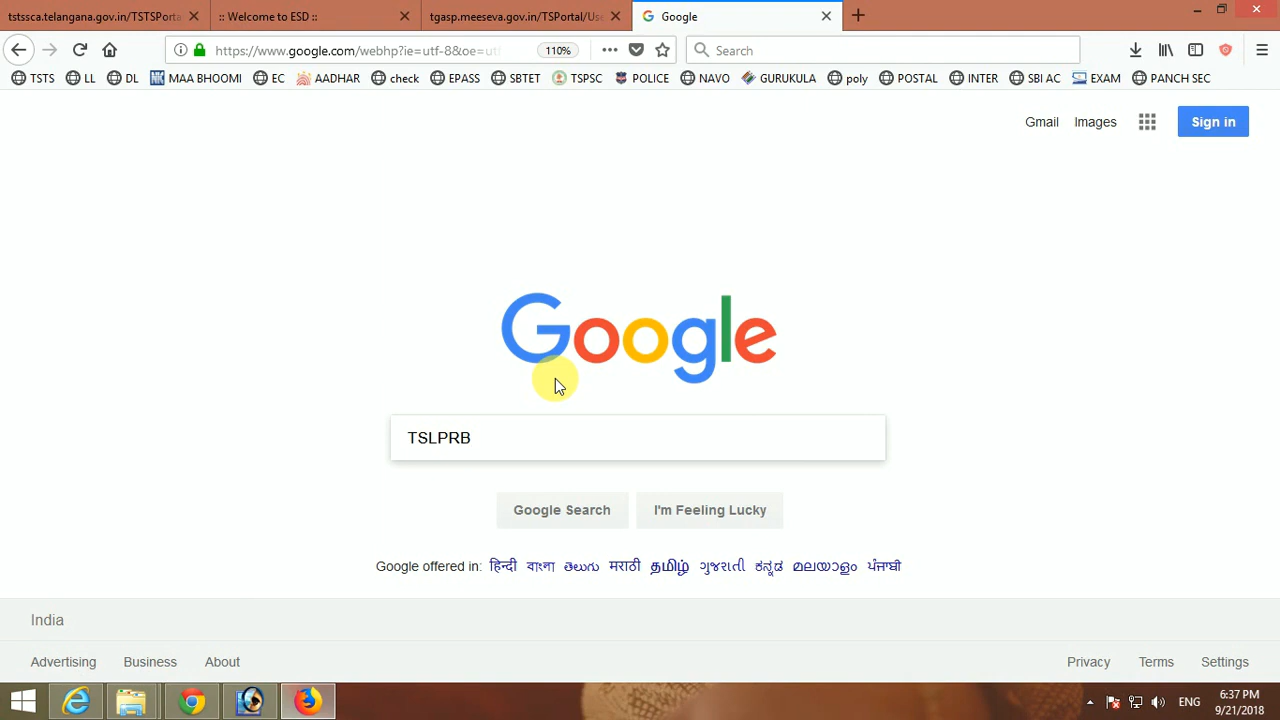 tstssca.telangana.gov.in/TSTSPorta
:: Welcome to ESD ::
tgasp.meeseva.gov.in/TSPortal/Use
Google
https://www.google.com/webhp?ie=utf-8&oe=ut
110%
Search
TSTS
LL
DL
MAA BHOOMI
EC
AADHAR
check
EPASS
SBTET
TSPSC
POLICE
NAVO
GURUKULA
poly
POSTAL
INTER
SBI AC
EXAM
PANCH SEC
Gmail
Images
Sign in
Google
TSLPRB
Google Search
I'm Feeling Lucky
Google offered in: हिन्दी বাংলা తెలుగు मराठी தமிழ் ગુજરાતી ಕನ್ನಡ മലയാളം ਪੰਜਾਬੀ
India
Advertising
Business
About
Privacy
Terms
Settings
ENG
6:37 PM
9/21/2018